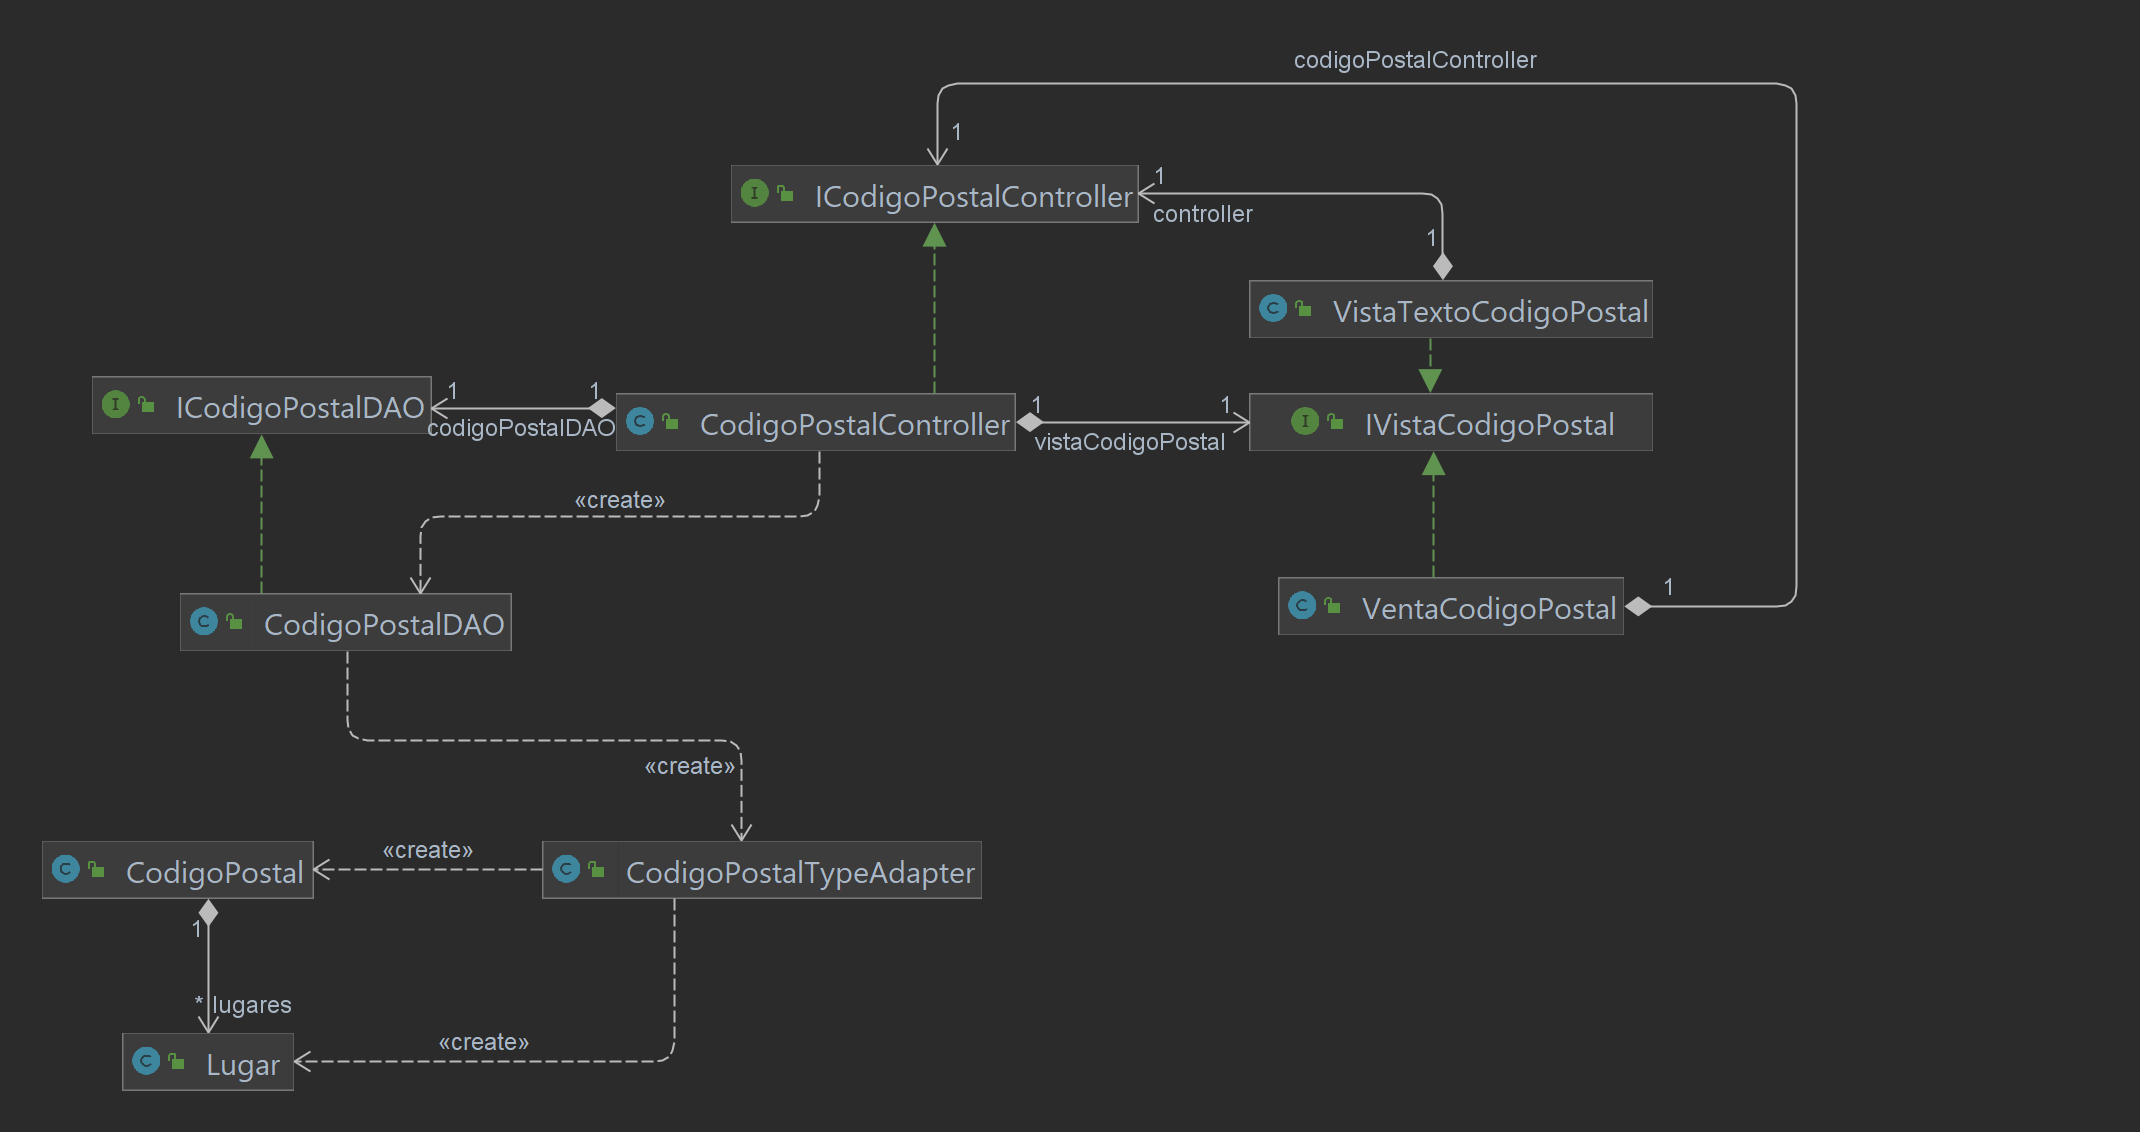 codigoPostalController
1
I ICodigoPostalController
1
controller
1
C VistaTextoCodigoPostal
I ICodigoPostalDAO
1
1
codigoPostalDAO
C CodigoPostalController
1
1
vistaCodigoPostal
I IVistaCodigoPostal
«create»
C CodigoPostalDAO
C VentaCodigoPostal
1
«create»
C CodigoPostal
«create»
C CodigoPostalTypeAdapter
1
* lugares
«create»
C Lugar